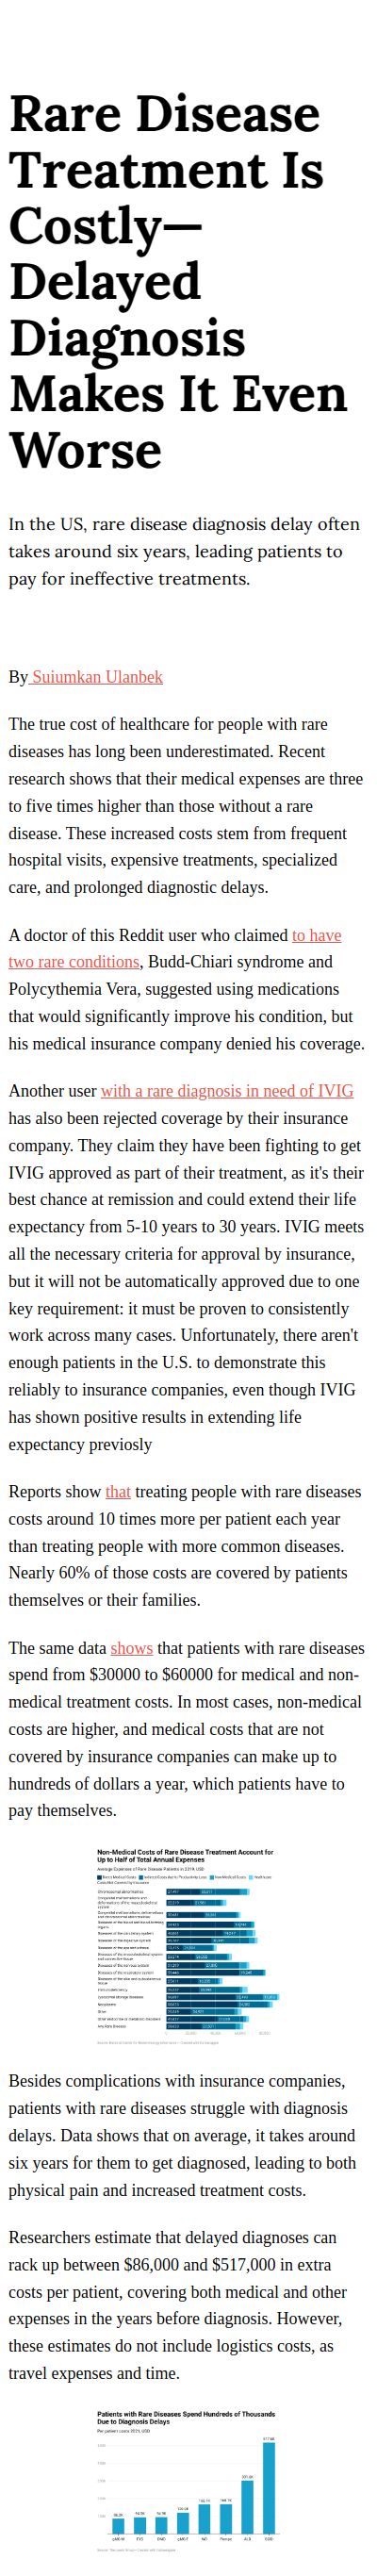 Rare Disease
Treatment Is
Costly—
Delayed
Diagnosis
Makes It Even
Worse
In the US, rare disease diagnosis delay often
takes around six years, leading patients to
pay for ineffective treatments.
By Suiumkan Ulanbek
The true cost of healthcare for people with rare
diseases has long been underestimated. Recent
research shows that their medical expenses are three
to five times higher than those without a rare
disease. These increased costs stem from frequent
hospital visits, expensive treatments, specialized
care, and prolonged diagnostic delays.
A doctor of this Reddit user who claimed to have
two rare conditions, Budd-Chiari syndrome and
Polycythemia Vera, suggested using medications
that would significantly improve his condition, but
his medical insurance company denied his coverage.
Another user with a rare diagnosis in need of IVIG
has also been rejected coverage by their insurance
company. They claim they have been fighting to get
IVIG approved as part of their treatment, as it's their
best chance at remission and could extend their life
expectancy from 5-10 years to 30 years. IVIG meets
all the necessary criteria for approval by insurance,
but it will not be automatically approved due to one
key requirement: it must be proven to consistently
work across many cases. Unfortunately, there aren't
enough patients in the U.S. to demonstrate this
reliably to insurance companies, even though IVIG
has shown positive results in extending life
expectancy previosly
Reports show that treating people with rare diseases
costs around 10 times more per patient each year
than treating people with more common diseases.
Nearly 60% of those costs are covered by patients
themselves or their families.
The same data shows that patients with rare diseases
spend from $30000 to $60000 for medical and non-
medical treatment costs. In most cases, non-medical
costs are higher, and medical costs that are not
covered by insurance companies can make up to
hundreds of dollars a year, which patients have to
pay themselves.
Non-Medical Costs of Rare Disease Treatment Account for
Up to Half of Total Annual Expenses
Average Expenses of Rare Disease Patients in 2019, USD
Besides complications with insurance companies,
patients with rare diseases struggle with diagnosis
delays. Data shows that on average, it takes around
six years for them to get diagnosed, leading to both
physical pain and increased treatment costs.
Researchers estimate that delayed diagnoses can
rack up between $86,000 and $517,000 in extra
costs per patient, covering both medical and other
expenses in the years before diagnosis. However,
these estimates do not include logistics costs, as
travel expenses and time.
Patients with Rare Diseases Spend Hundreds of Thousands
Due to Diagnosis Delays
Per patient costs, 2023, USD